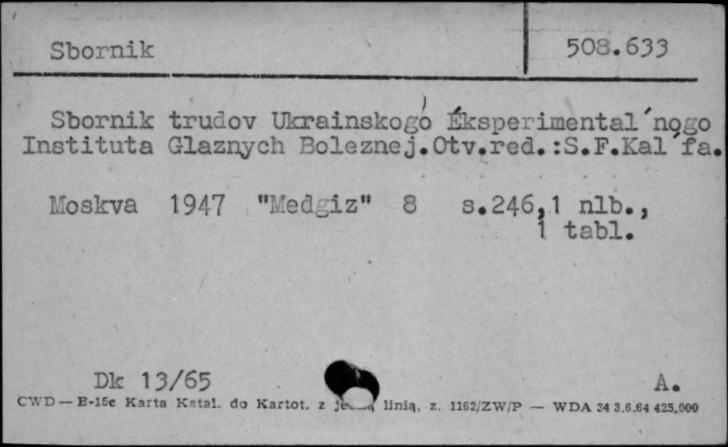 Sbornik 508.633
Sbornik trudov Ukrainskogo Éksperimental'nogo
Instituta Glaznych Boleznej.Otv.red.:S.F.Kal'fa.
Moskva 1947 "Medgiz" 8 s.246,1 nlb.,
1 tabl.
Dk 13/65 A.
CWD — B-15c Karta Katal. do Kartot. z linią, z. 1162/ZW/P — WDA 34 3.6.64 425.000